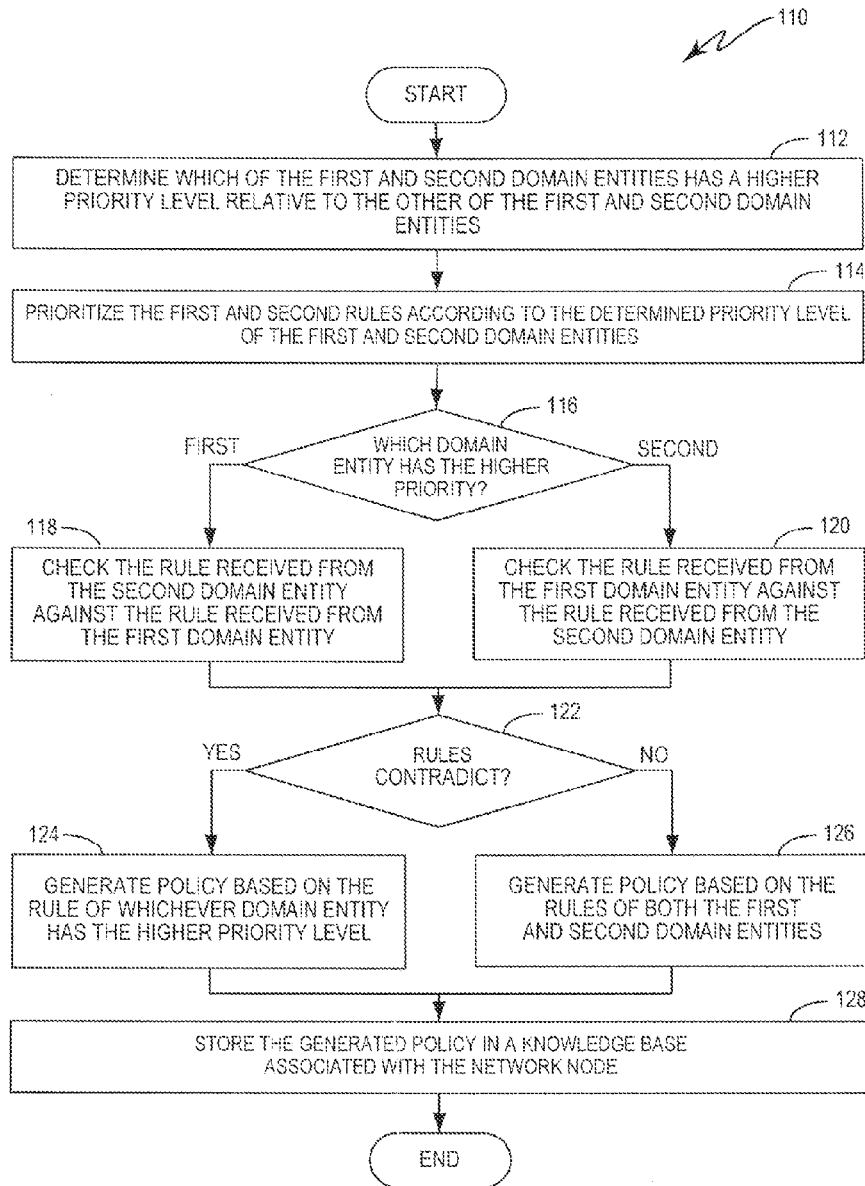 110
START
112
DETERMINE WHICH OF THE FIRST AND SECOND DOMAIN ENTITIES HAS A HIGHER
PRIORITY LEVEL RELATIVE TO THE OTHER OF THE FIRST AND SECOND DOMAIN
ENTITIES
114
PRIORITIZE THE FIRST AND SECOND RULES ACCORDING TO THE DETERMINED PRIORITY LEVEL
OF THE FIRST AND SECOND DOMAIN ENTITIES
116
FIRST
WHICH DOMAIN
ENTITY HAS THE HIGHER
PRIORITY?
SECOND
118
CHECK THE RULE RECEIVED FROM
THE SECOND DOMAIN ENTITY
AGAINST THE RULE RECEIVED FROM
THE FIRST DOMAIN ENTITY
120
CHECK THE RULE RECEIVED FROM
THE FIRST DOMAIN ENTITY AGAINST
THE RULE RECEIVED FROM THE
SECOND DOMAIN ENTITY
122
YES
RULES
CONTRADICT?
NO
124
GENERATE POLICY BASED ON THE
RULE OF WHICHEVER DOMAIN ENTITY
HAS THE HIGHER PRIORITY LEVEL
126
GENERATE POLICY BASED ON THE
RULES OF BOTH THE FIRST
AND SECOND DOMAIN ENTITIES
128
STORE THE GENERATED POLICY IN A KNOWLEDGE BASE
ASSOCIATED WITH THE NETWORK NODE
END